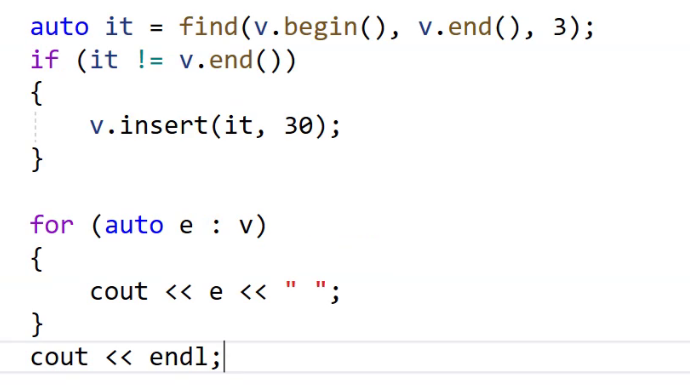 auto it = find(v.begin(), v.end(), 3);
if (it != v.end())
{
    v.insert(it, 30);
}

for (auto e : v)
{
    cout << e << " ";
}
cout << endl;